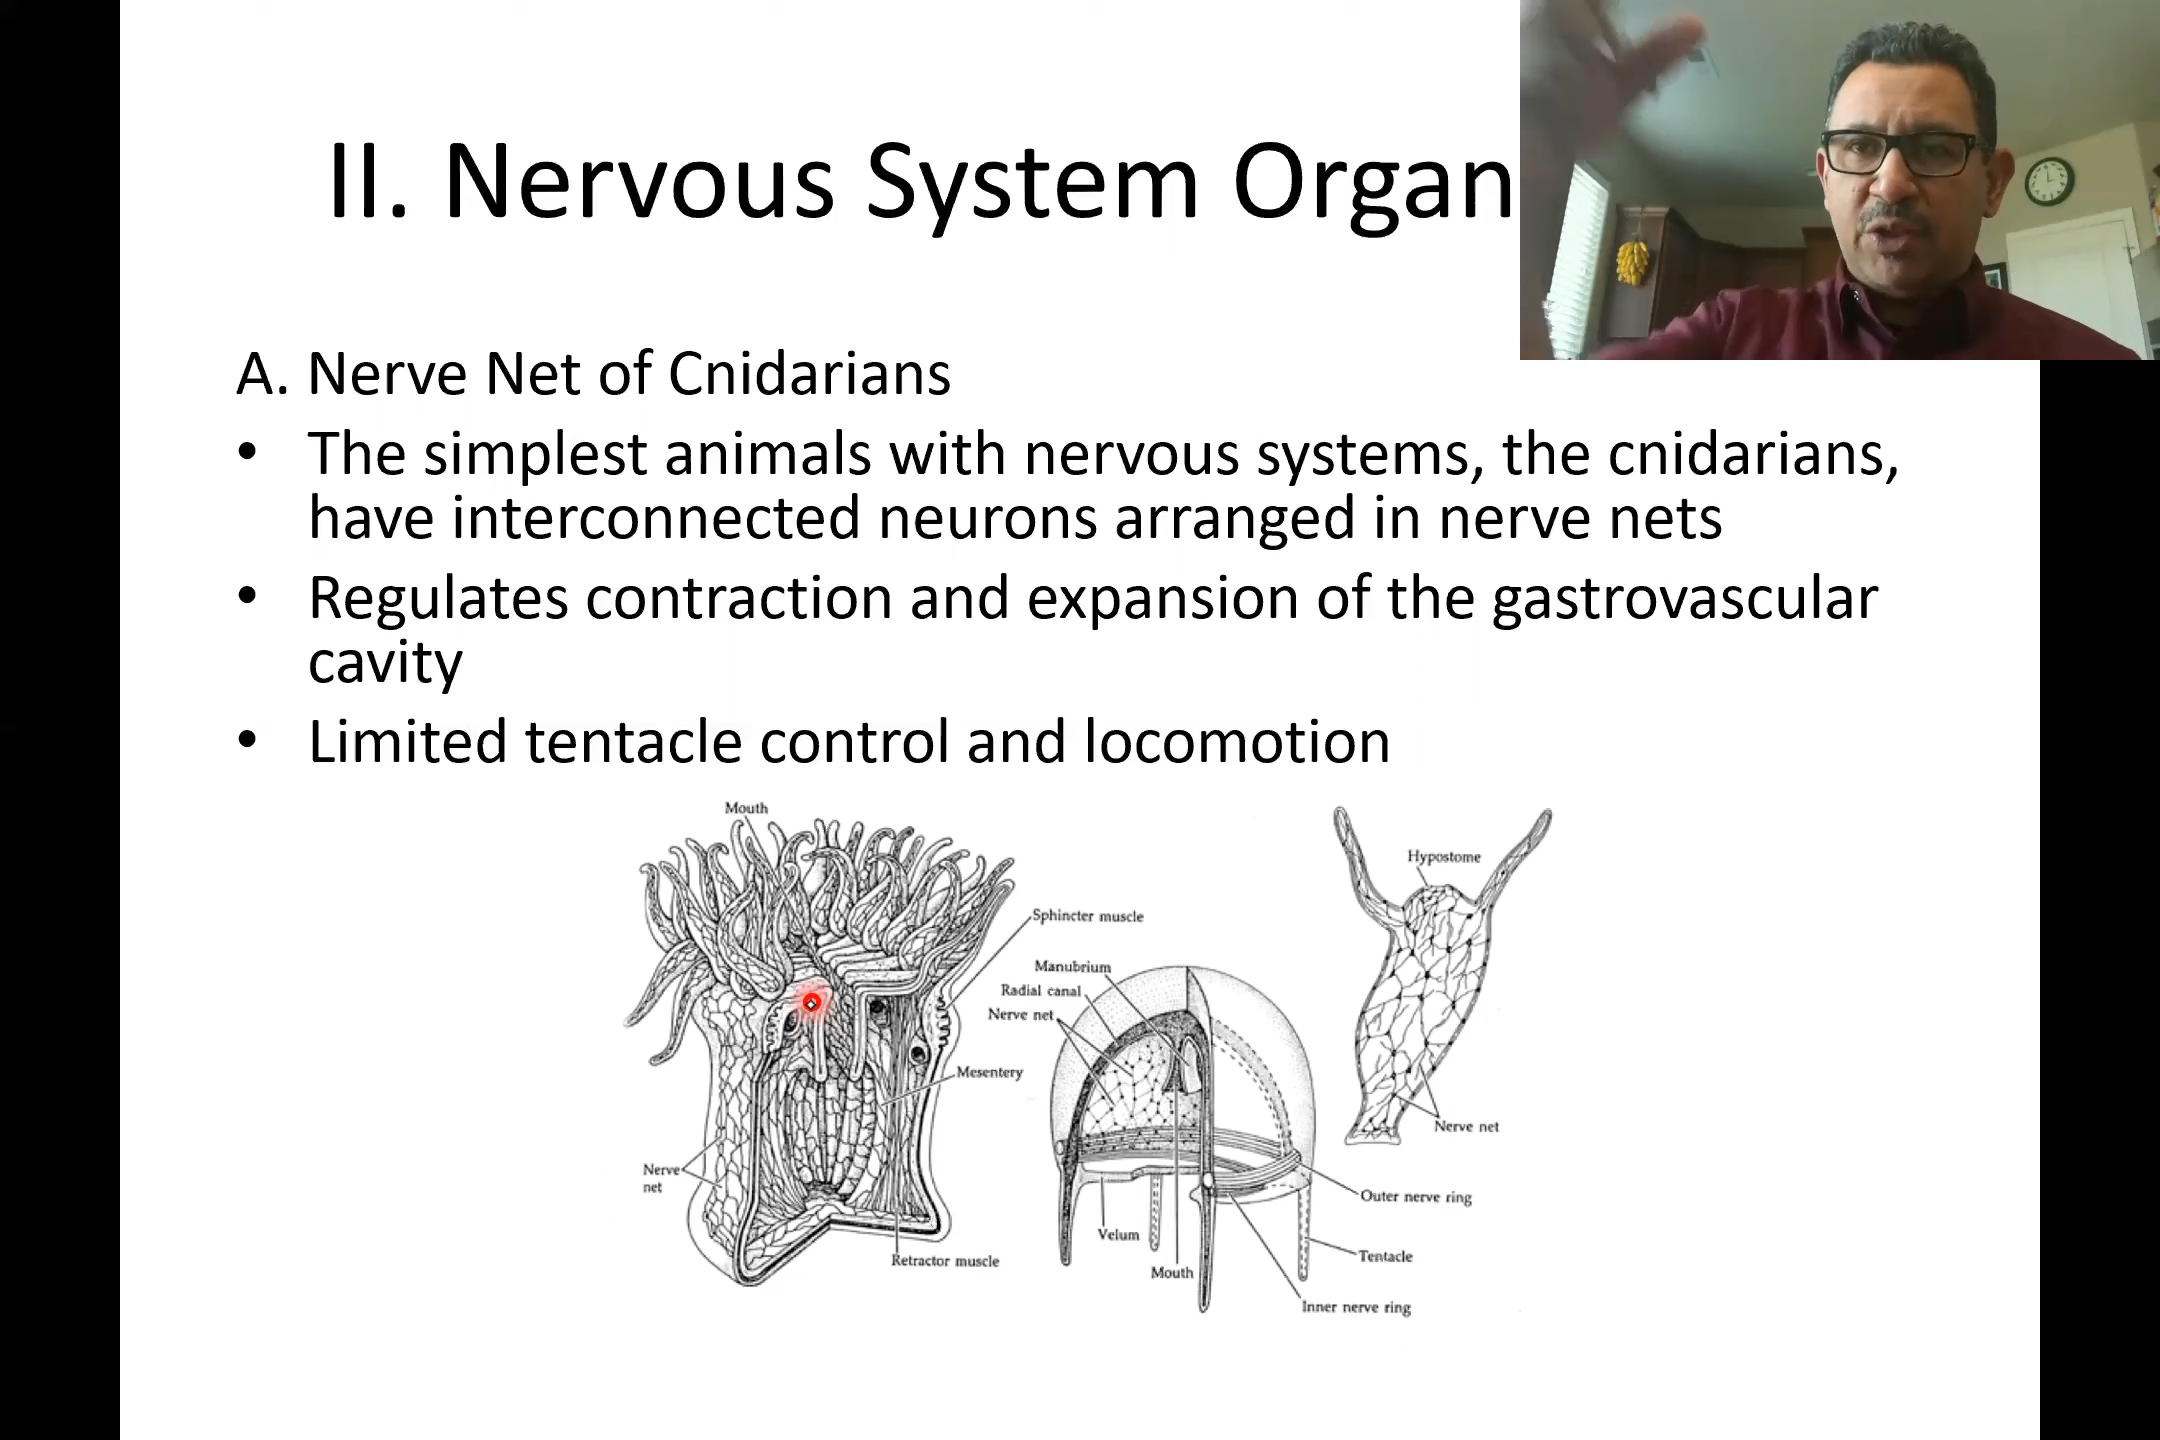 II. Nervous System Organ
A. Nerve Net of Cnidarians
• The simplest animals with nervous systems, the cnidarians,
have interconnected neurons arranged in nerve nets
• Regulates contraction and expansion of the gastrovascular
cavity
• Limited tentacle control and locomotion
Mouth
Sphincter muscle
Mesentery
Nerve
net
Retractor muscle
Manubrium
Radial canal
Nerve net
Velum
Mouth
Outer nerve ring
Tentacle
Inner nerve ring
Hypostome
Nerve net